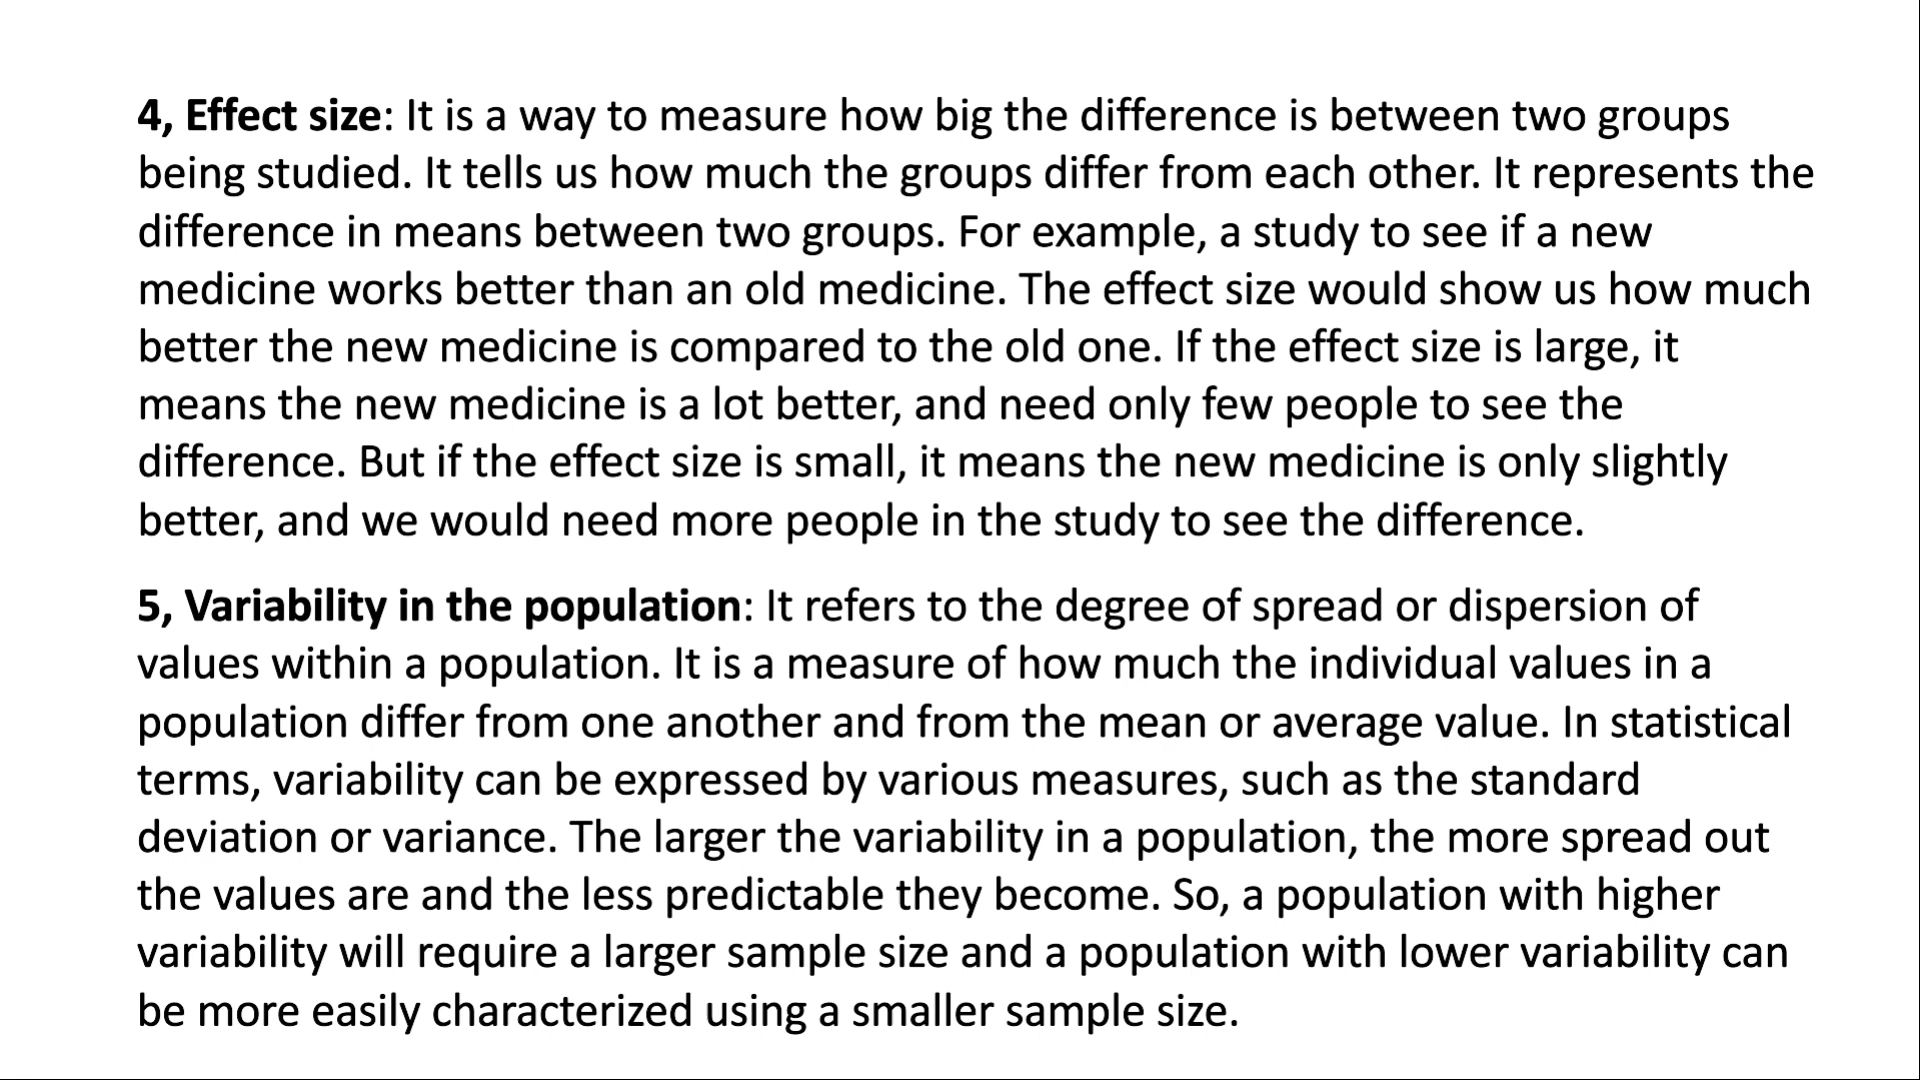 4, Effect size: It is a way to measure how big the difference is between two groups
being studied. It tells us how much the groups differ from each other. It represents the
difference in means between two groups. For example, a study to see if a new
medicine works better than an old medicine. The effect size would show us how much
better the new medicine is compared to the old one. If the effect size is large, it
means the new medicine is a lot better, and need only few people to see the
difference. But if the effect size is small, it means the new medicine is only slightly
better, and we would need more people in the study to see the difference.
5, Variability in the population: It refers to the degree of spread or dispersion of
values within a population. It is a measure of how much the individual values in a
population differ from one another and from the mean or average value. In statistical
terms, variability can be expressed by various measures, such as the standard
deviation or variance. The larger the variability in a population, the more spread out
the values are and the less predictable they become. So, a population with higher
variability will require a larger sample size and a population with lower variability can
be more easily characterized using a smaller sample size.